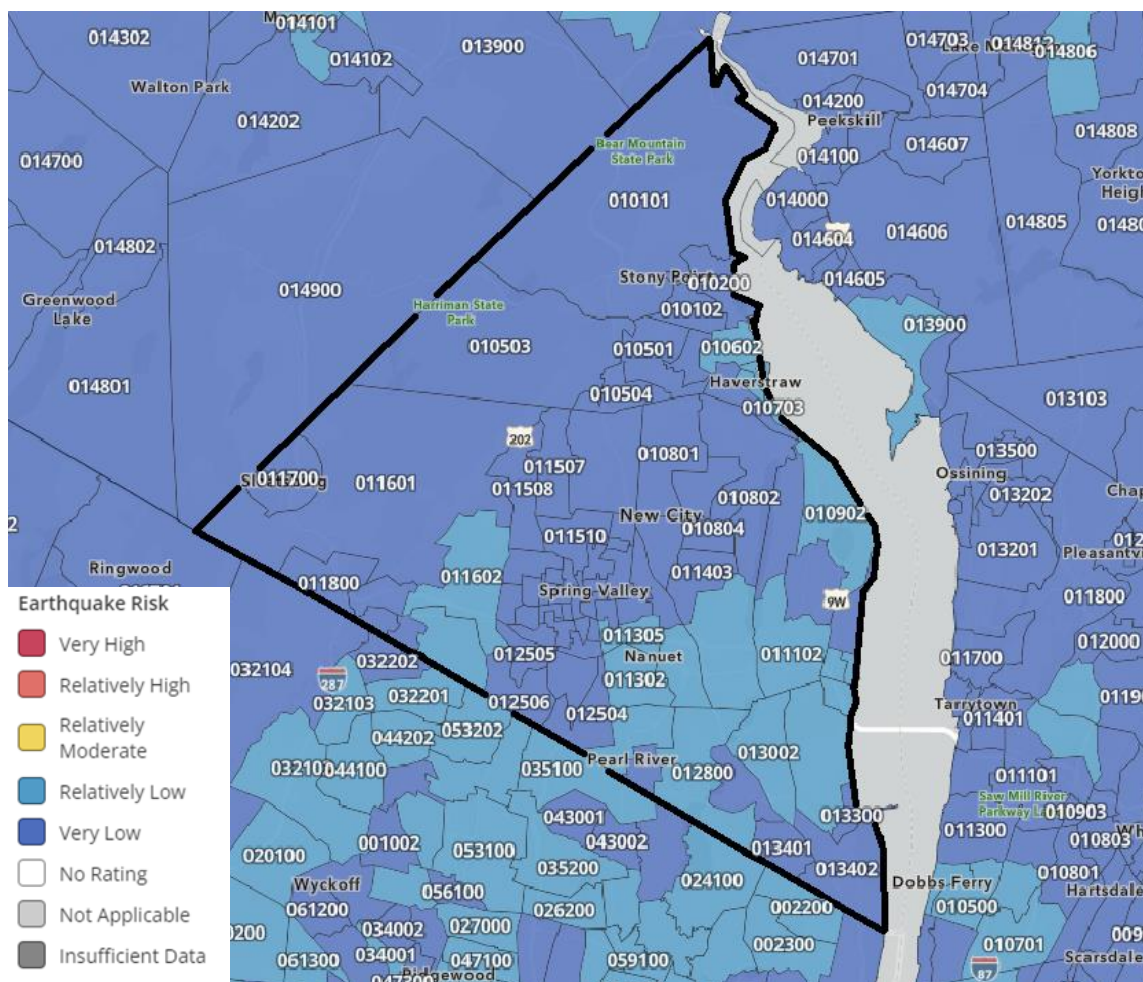 014302
014101
014102
013900
Walton Park
014202
014700
014802
Greenwood
Lake
014801
014900
014703
014806
014701
014704
014200
Peekskill
014808
014100
014607
Bear Mountain
State Park
010101
014000
014604
014606
014805
014605
Stony Point
010200
010102
Harriman State
Park
010503
010501
010602
013900
Haverstraw
010504
010703
013103
202
011507
010801
Ossining
013500
011700
011601
011508
010802
013202
New City
010804
010902
011510
013201
Ringwood
011602
011403
011800
Spring Valley
9W
011800
011305
Nanuet
011102
012000
032104
032202
012505
011302
011700
287
032103
032201
012506
012504
Tarrytown
011401
044202
053202
Pearl River
013002
044100
035100
012800
011101
Saw Mill River
043001
013300
011300
010903
020100
001002
053100
043002
013401
010803
035200
013402
Wyckoff
056100
024100
Dobbs Ferry
010801
Hartsdale
061200
026200
002200
010500
034002
027000
034001
002300
010701
061300
047100
059100
87
Scarsdale
Ridgewood
Earthquake Risk
Very High
Relatively High
Relatively
Moderate
Relatively Low
Very Low
No Rating
Not Applicable
Insufficient Data